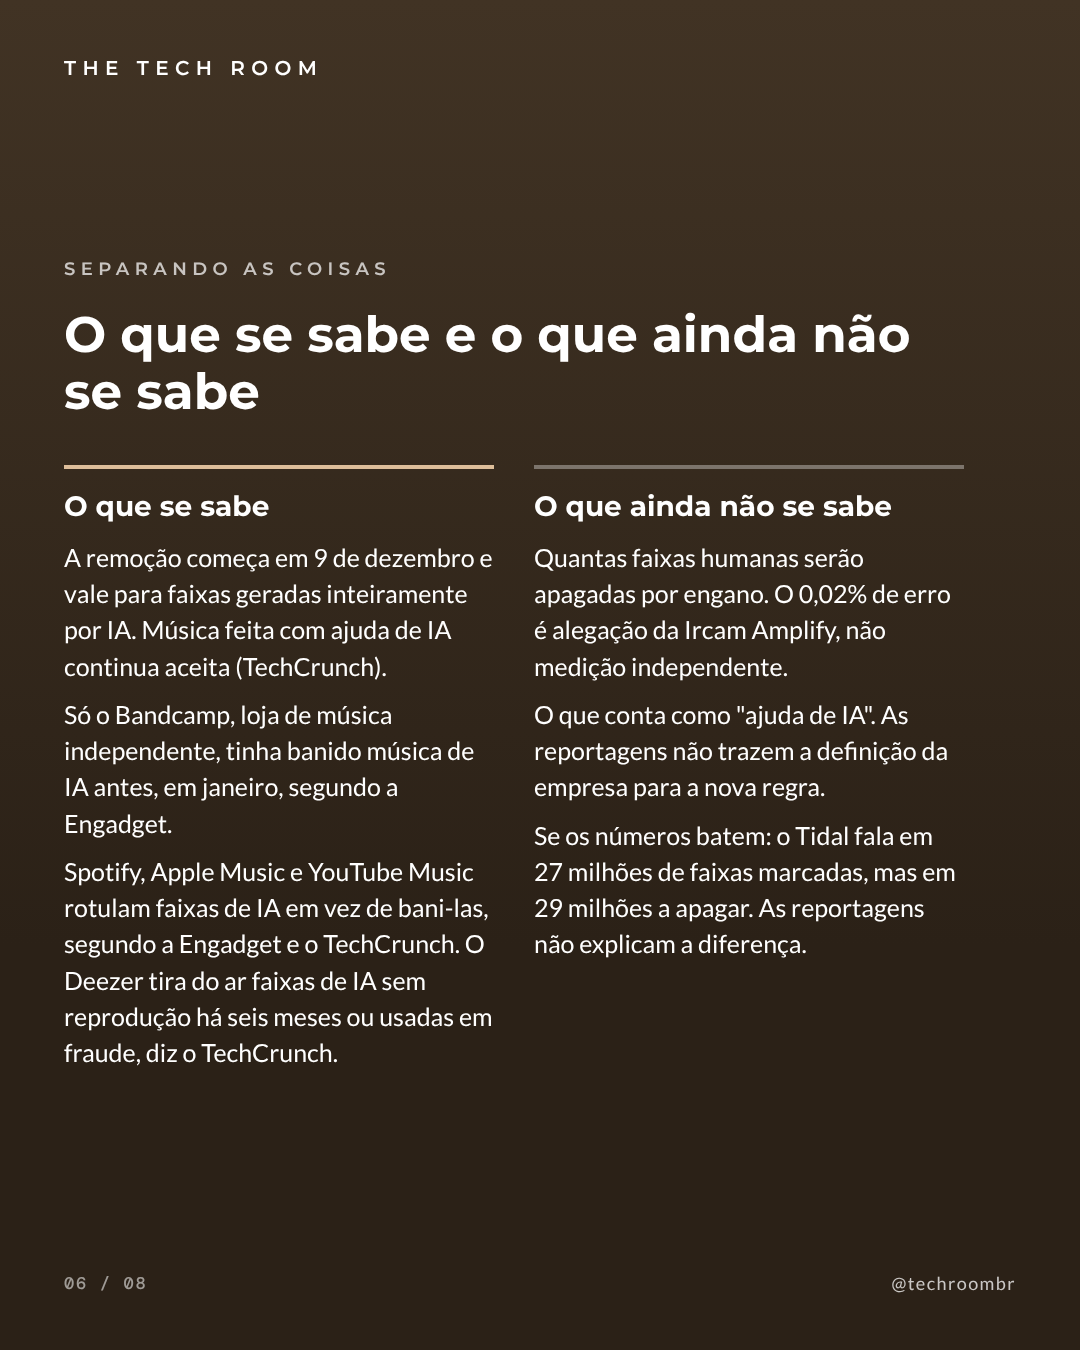 THE TECH ROOM
SEPARANDO AS COISAS
O que se sabe e o que ainda não
se sabe
O que se sabe
A remoção começa em 9 de dezembro e
vale para faixas geradas inteiramente
por IA. Música feita com ajuda de IA
continua aceita (TechCrunch).
Só o Bandcamp, loja de música
independente, tinha banido música de
IA antes, em janeiro, segundo a
Engadget.
Spotify, Apple Music e YouTube Music
rotulam faixas de IA em vez de bani-las,
segundo a Engadget e o TechCrunch. O
Deezer tira do ar faixas de IA sem
reprodução há seis meses ou usadas em
fraude, diz o TechCrunch.
O que ainda não se sabe
Quantas faixas humanas serão
apagadas por engano. O 0,02% de erro
é alegação da Ircam Amplify, não
medição independente.
O que conta como "ajuda de IA". As
reportagens não trazem a definição da
empresa para a nova regra.
Se os números batem: o Tidal fala em
27 milhões de faixas marcadas, mas em
29 milhões a apagar. As reportagens
não explicam a diferença.
06 / 08
@techroombr